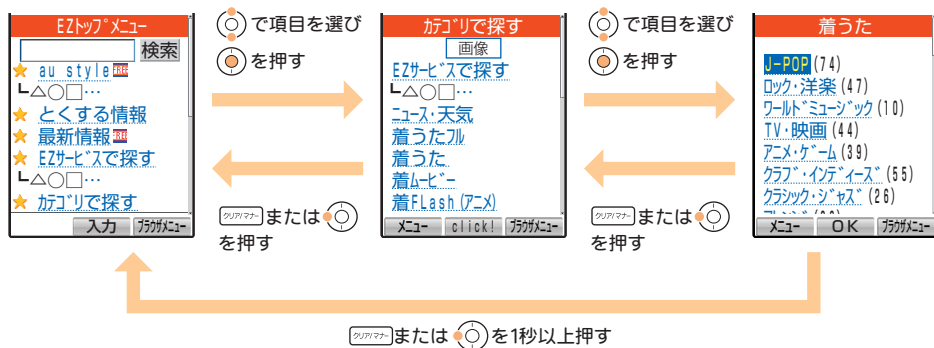 EZトップメニュー
検索
au style FREE
└△○□…
とくする情報
最新情報 FREE
EZサービスで探す
└△○□…
カテゴリで探す
入力 ブラウザメニュー
で項目を選び
を押す
クリア/マナー または
を押す
カテゴリで探す
画像
EZサービスで探す
└△○□…
ニュース・天気
着うたフル
着うた
着ムービー
着FLash(アニメ)
メニュー click! ブラウザメニュー
で項目を選び
を押す
クリア/マナー または
を押す
着うた
J-POP(74)
ロック・洋楽(47)
ワールドミュージック(10)
TV・映画(44)
アニメ・ゲーム(39)
クラブ・インディーズ(55)
クラシック・ジャズ(26)
メニュー OK ブラウザメニュー
クリア/マナー または を1秒以上押す